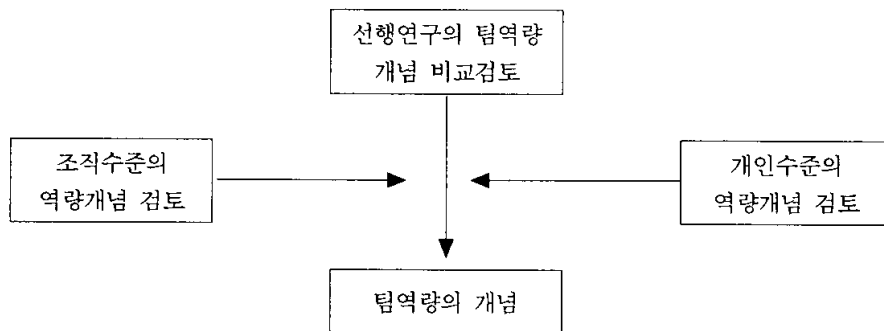 선행연구의 팀역량
개념 비교검토
조직수준의
역량개념 검토
개인수준의
역량개념 검토
팀역량의 개념